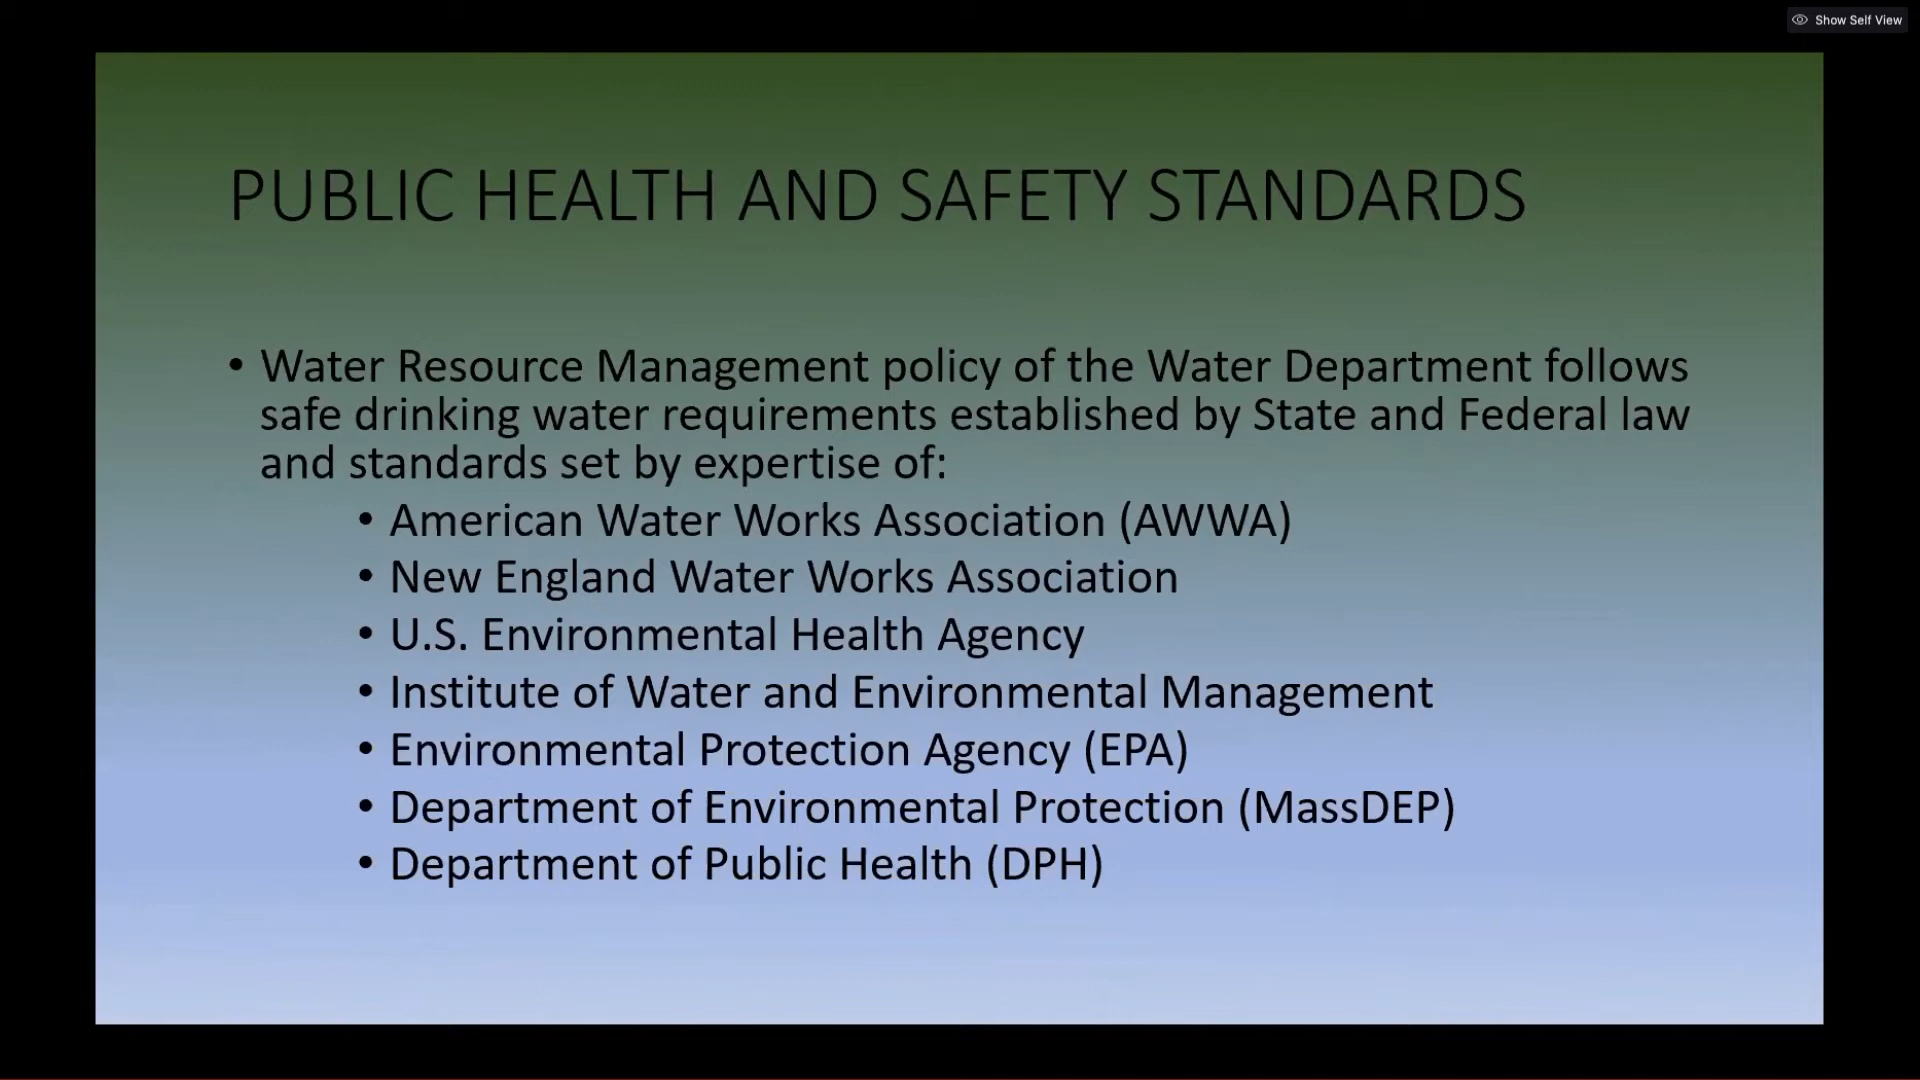 Show Self View
PUBLIC HEALTH AND SAFETY STANDARDS
• Water Resource Management policy of the Water Department follows
safe drinking water requirements established by State and Federal law
and standards set by expertise of:
• American Water Works Association (AWWA)
• New England Water Works Association
• U.S. Environmental Health Agency
• Institute of Water and Environmental Management
• Environmental Protection Agency (EPA)
• Department of Environmental Protection (MassDEP)
• Department of Public Health (DPH)